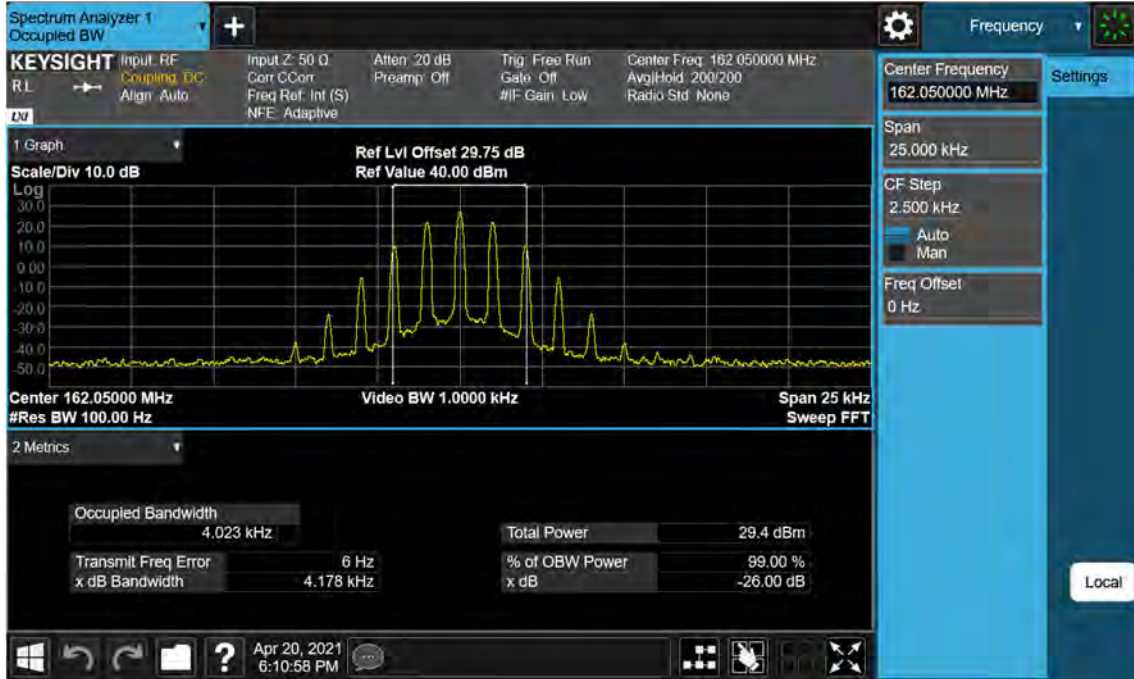 Spectrum Analyzer 1
Occupied BW
+
Frequency
KEYSIGHT
R L
LXI
Input: RF
Coupling: DC
Align: Auto
Input Z: 50 Ω
Corr CCorr
Freq Ref: Int (S)
NFE: Adaptive
Atten: 20 dB
Preamp: Off
Trig: Free Run
Gate: Off
#IF Gain: Low
Center Freq: 162.050000 MHz
Avg|Hold: 200/200
Radio Std: None
Center Frequency
162.050000 MHz
Settings
Span
25.000 kHz
CF Step
2.500 kHz
Auto
Man
Freq Offset
0 Hz
Local
1 Graph
Scale/Div 10.0 dB
Ref Lvl Offset 29.75 dB
Ref Value 40.00 dBm
Log
30.0
20.0
10.0
0.00
-10.0
-20.0
-30.0
-40.0
-50.0
Center 162.05000 MHz
#Res BW 100.00 Hz
Video BW 1.0000 kHz
Span 25 kHz
Sweep FFT
2 Metrics
Occupied Bandwidth
4.023 kHz
Transmit Freq Error 6 Hz
x dB Bandwidth 4.178 kHz
Total Power 29.4 dBm
% of OBW Power 99.00 %
x dB -26.00 dB
?
Apr 20, 2021
6:10:58 PM